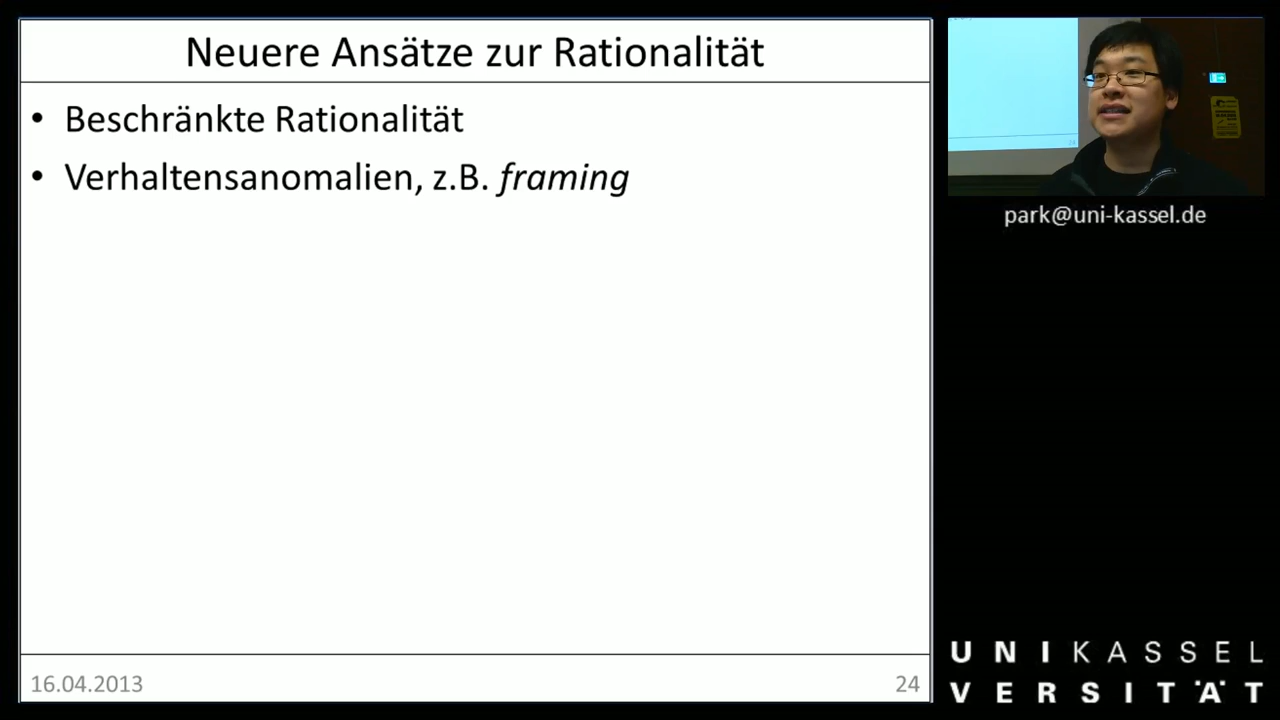 Neuere Ansätze zur Rationalität
• Beschränkte Rationalität
• Verhaltensanomalien, z.B. framing
16.04.2013
24
park@uni-kassel.de
UNIKASSEL
VERSITÄT